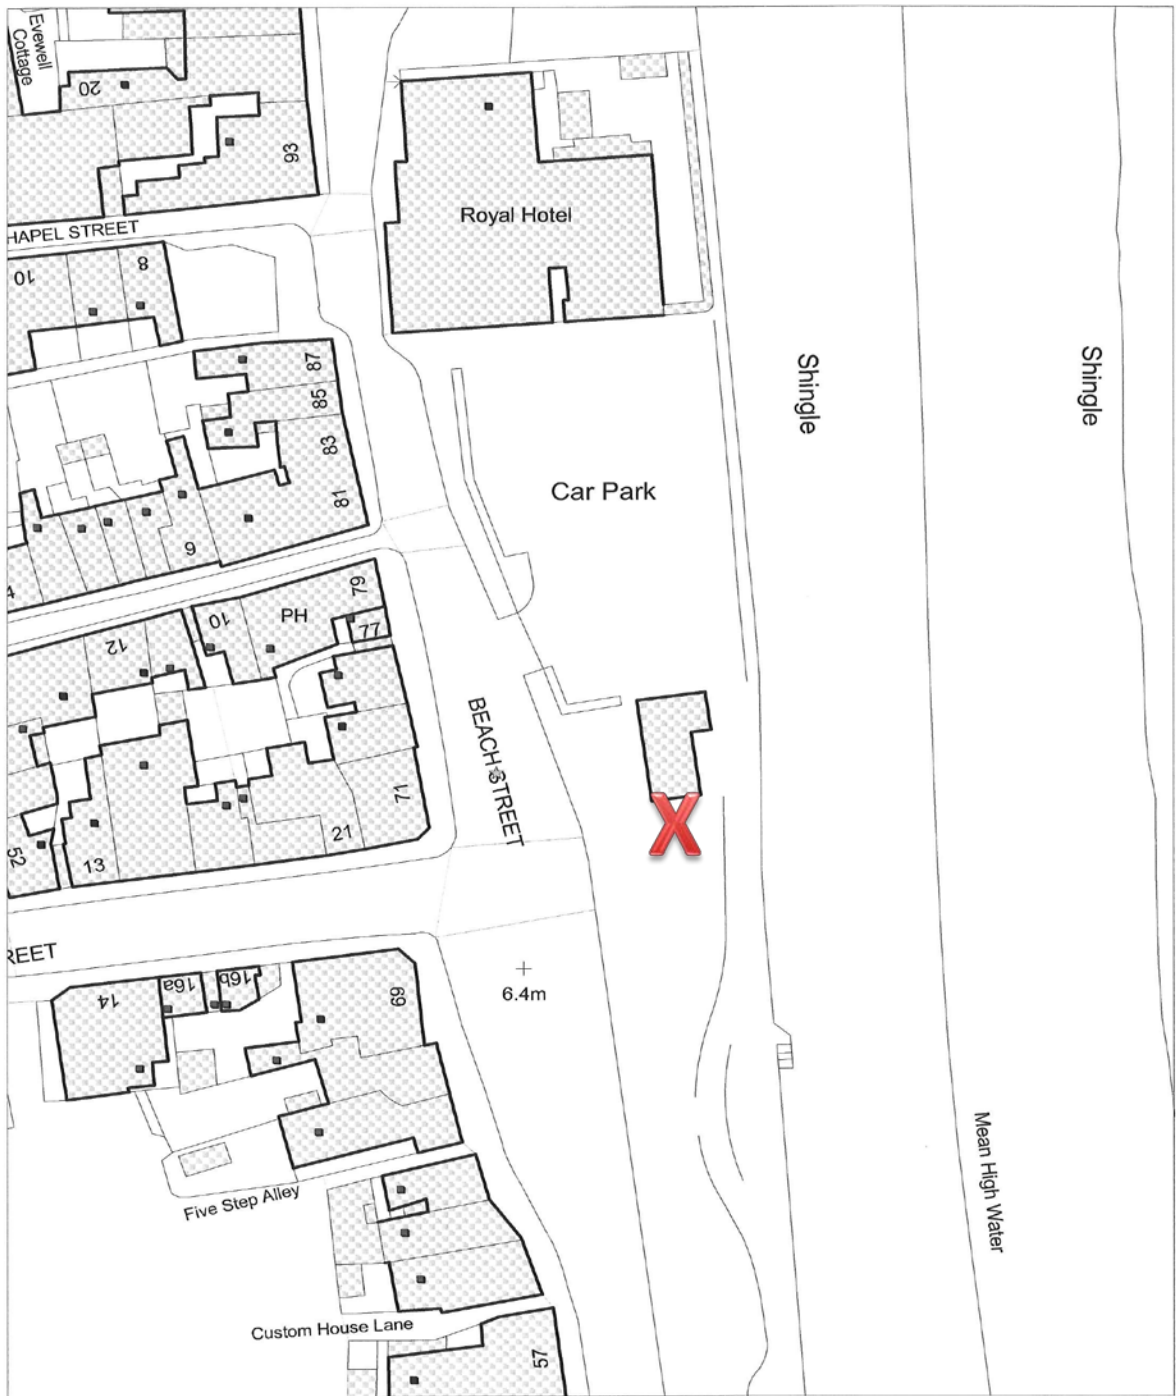 Evewell
Cottage
20
93
Royal Hotel
HAPEL STREET
10
8
87
85
83
81
Shingle
Shingle
Car Park
6
4
79
77
PH
10
12
BEACH STREET
71
21
13
52
REET
6.4m
14
16a
16b
69
Mean High Water
Five Step Alley
Custom House Lane
57
X